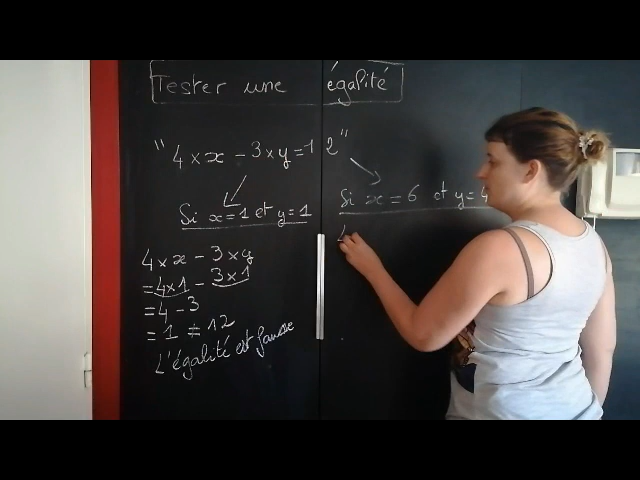 Tester une égalité
"4 × x - 3 × y = 12"
Si x = 1 et y = 1
4 × x - 3 × y
= 4 × 1 - 3 × 1
= 4 - 3
= 1 ≠ 12
L'égalité est fausse
Si x = 6 et y = 4
4